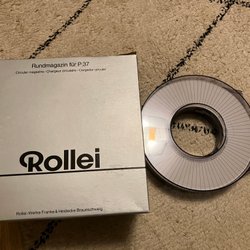 Rundmagazin für P 37
Circular magazine · Chargeur circulaire · Cargador circular
Rollei
Rollei-Werke Franke & Heidecke Braunschweig